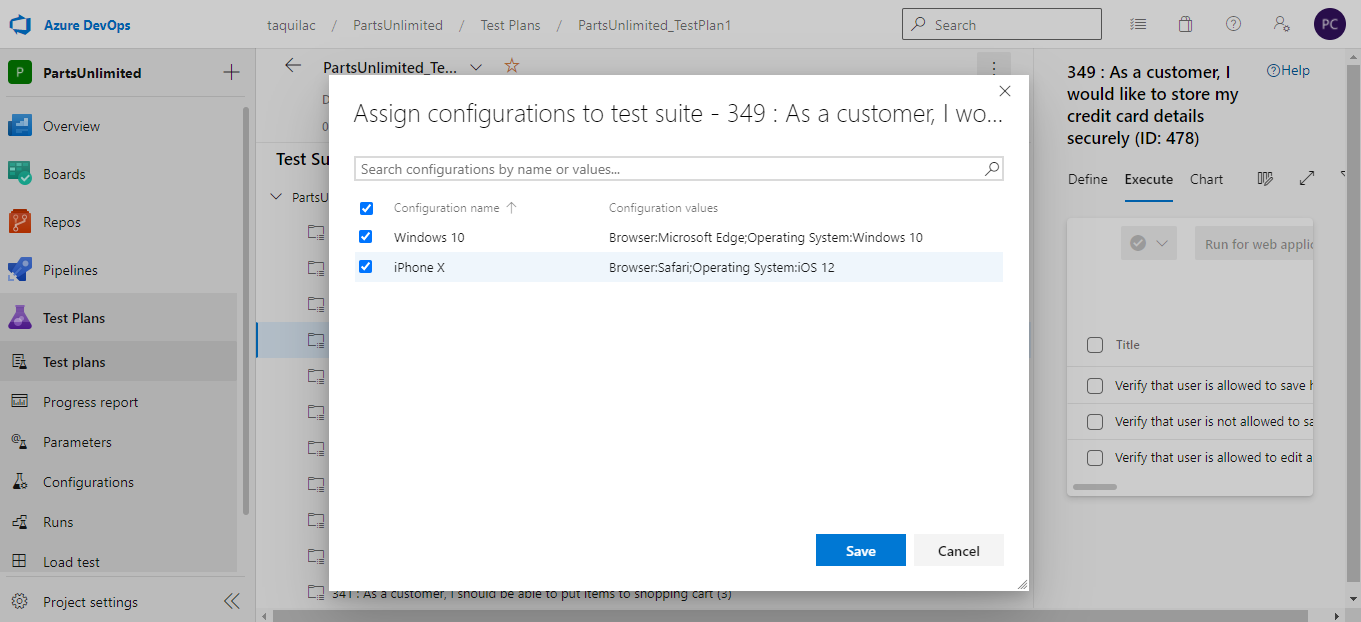 Azure DevOps
taquilac / PartsUnlimited / Test Plans / PartsUnlimited_TestPlan1
Search
PC
P PartsUnlimited
Overview
Boards
Repos
Pipelines
Test Plans
Test plans
Progress report
Parameters
Configurations
Runs
Load test
Project settings
PartsUnlimited_Te...
Test Su
PartsU
341 : As a customer, I should be able to put items to shopping cart (3)
Assign configurations to test suite - 349 : As a customer, I wo...
Search configurations by name or values...
Configuration name Configuration values
Windows 10 Browser:Microsoft Edge;Operating System:Windows 10
iPhone X Browser:Safari;Operating System:iOS 12
Save Cancel
349 : As a customer, I
would like to store my
credit card details
securely (ID: 478)
Help
Define Execute Chart
Run for web applic
Title
Verify that user is allowed to save
Verify that user is not allowed to sa
Verify that user is allowed to edit a